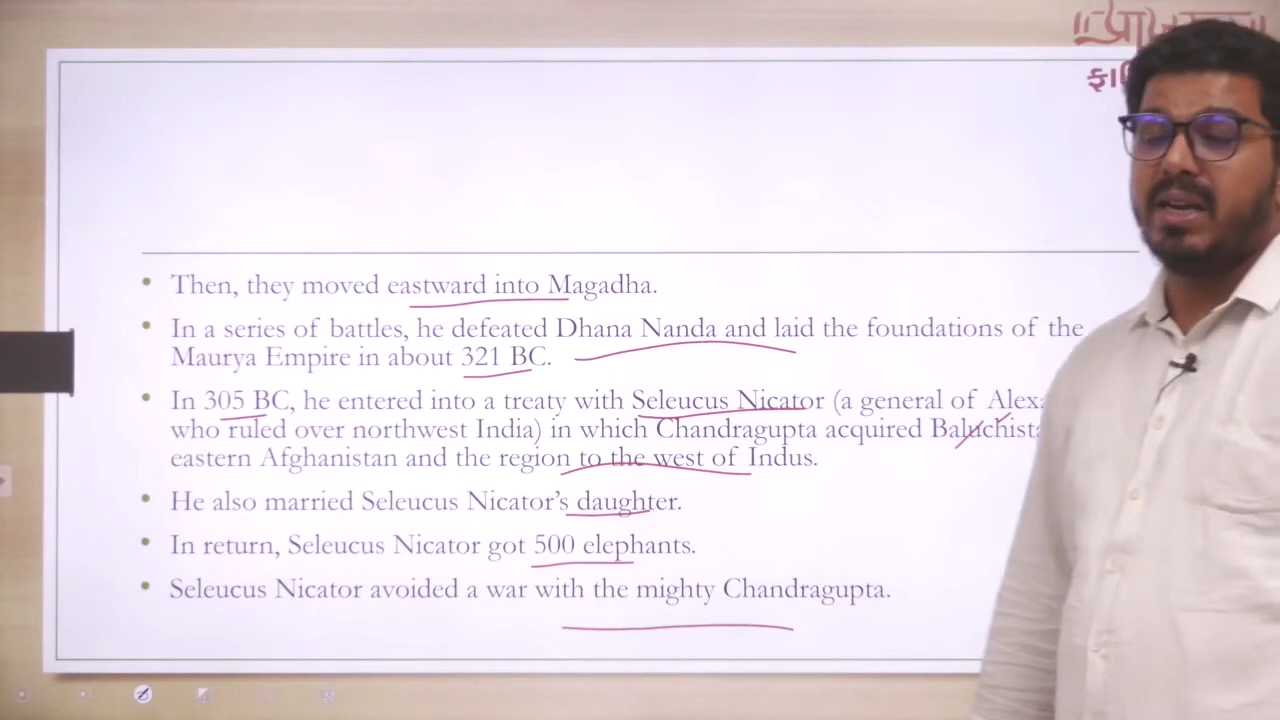 ફા
• Then, they moved eastward into Magadha.
• In a series of battles, he defeated Dhana Nanda and laid the foundations of the
Maurya Empire in about 321 BC.
• In 305 BC, he entered into a treaty with Seleucus Nicator (a general of Alex
who ruled over northwest India) in which Chandragupta acquired Baluchista
eastern Afghanistan and the region to the west of Indus.
• He also married Seleucus Nicator’s daughter.
• In return, Seleucus Nicator got 500 elephants.
• Seleucus Nicator avoided a war with the mighty Chandragupta.